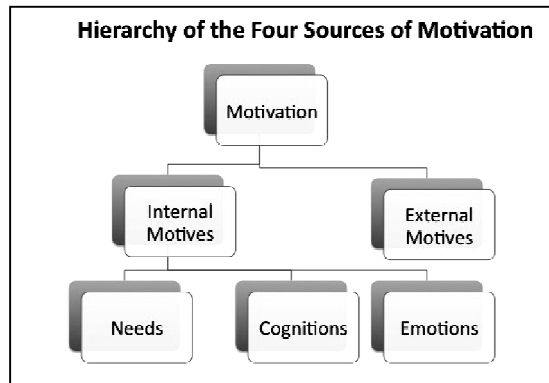 Hierarchy of the Four Sources of Motivation
Motivation
Internal
Motives
External
Motives
Needs
Cognitions
Emotions